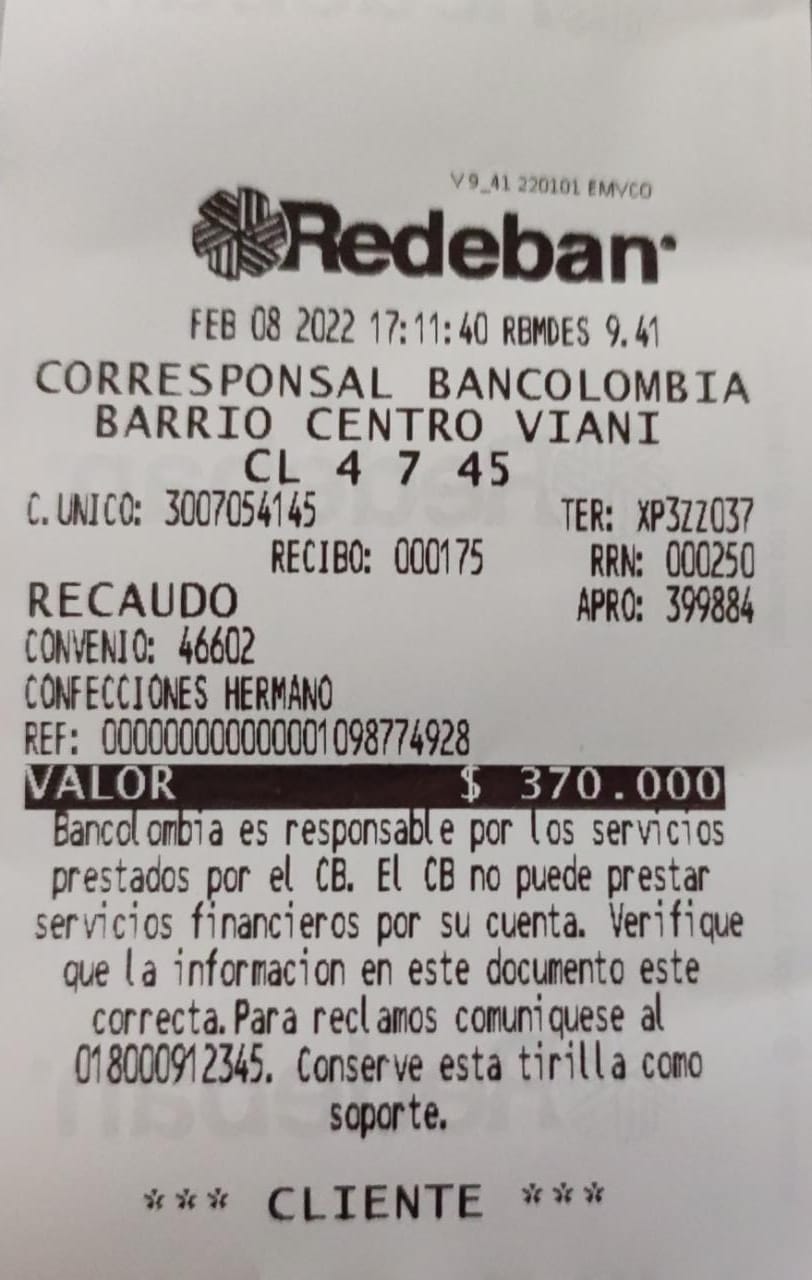 V9_41 220101 EMVCO
Redeban
FEB 08 2022 17:11:40 RBMDES 9.41
CORRESPONSAL BANCOLOMBIA
BARRIO CENTRO VIANI
CL 4 7 45
C. UNICO: 3007054145 TER: XP3ZZ037
RECIBO: 000175 RRN: 000250
RECAUDO APRO: 399884
CONVENIO: 46602
CONFECCIONES HERMANO
REF: 00000000000001098774928
VALOR $ 370.000
Bancolombia es responsable por los servicios
prestados por el CB. El CB no puede prestar
servicios financieros por su cuenta. Verifique
que la informacion en este documento este
correcta. Para reclamos comuniquese al
018000912345. Conserve esta tirilla como
soporte.
*** CLIENTE ***